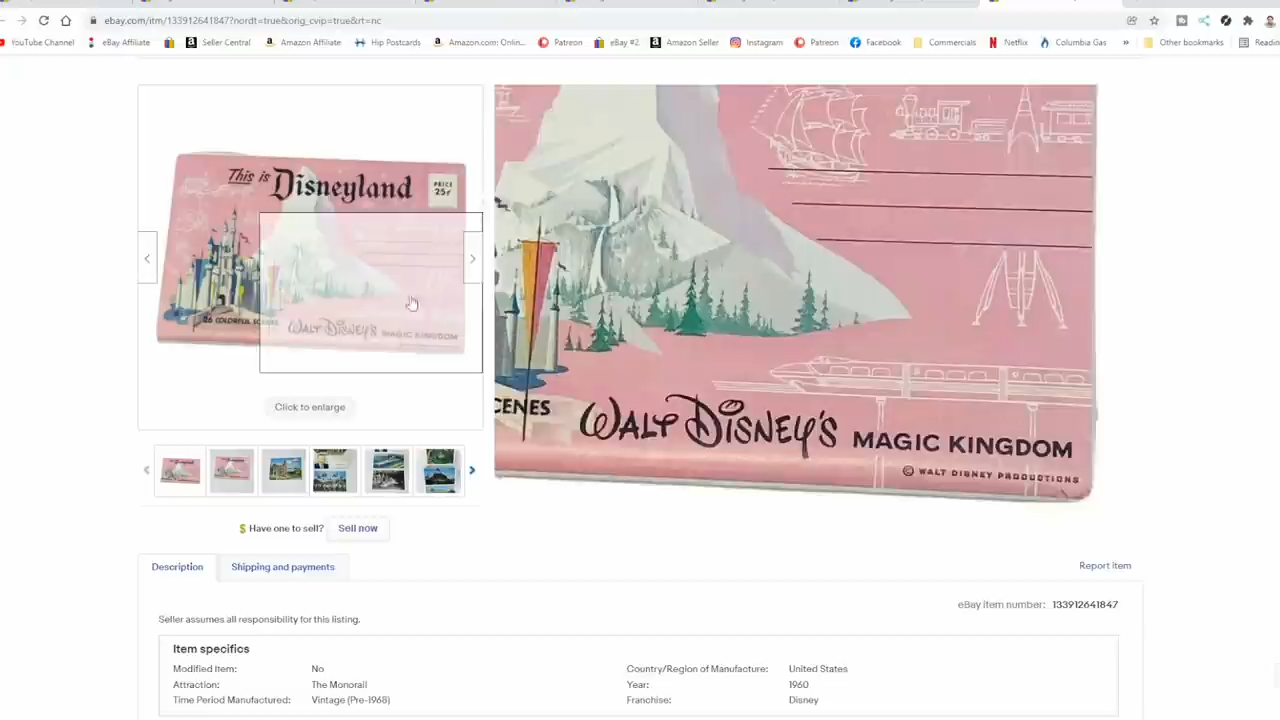 ebay.com/itm/133912641847?nordt=true&orig_cvip=true&rt=nc
YouTube Channel eBay Affiliate Seller Central Amazon Affiliate Hip Postcards Amazon.com: Onlin... Patreon eBay #2 Amazon Seller Instagram Patreon Facebook Commercials Netflix Columbia Gas » Other bookmarks Readin
This is Disneyland
PRICE
25¢
26 COLORFUL SCENES
WALT DISNEY'S MAGIC KINGDOM
CENES
WALT DISNEY'S MAGIC KINGDOM
© WALT DISNEY PRODUCTIONS
Click to enlarge
$ Have one to sell? Sell now
Description Shipping and payments Report item
eBay item number: 133912641847
Seller assumes all responsibility for this listing.
Item specifics
Modified Item: No Country/Region of Manufacture: United States
Attraction: The Monorail Year: 1960
Time Period Manufactured: Vintage (Pre-1968) Franchise: Disney